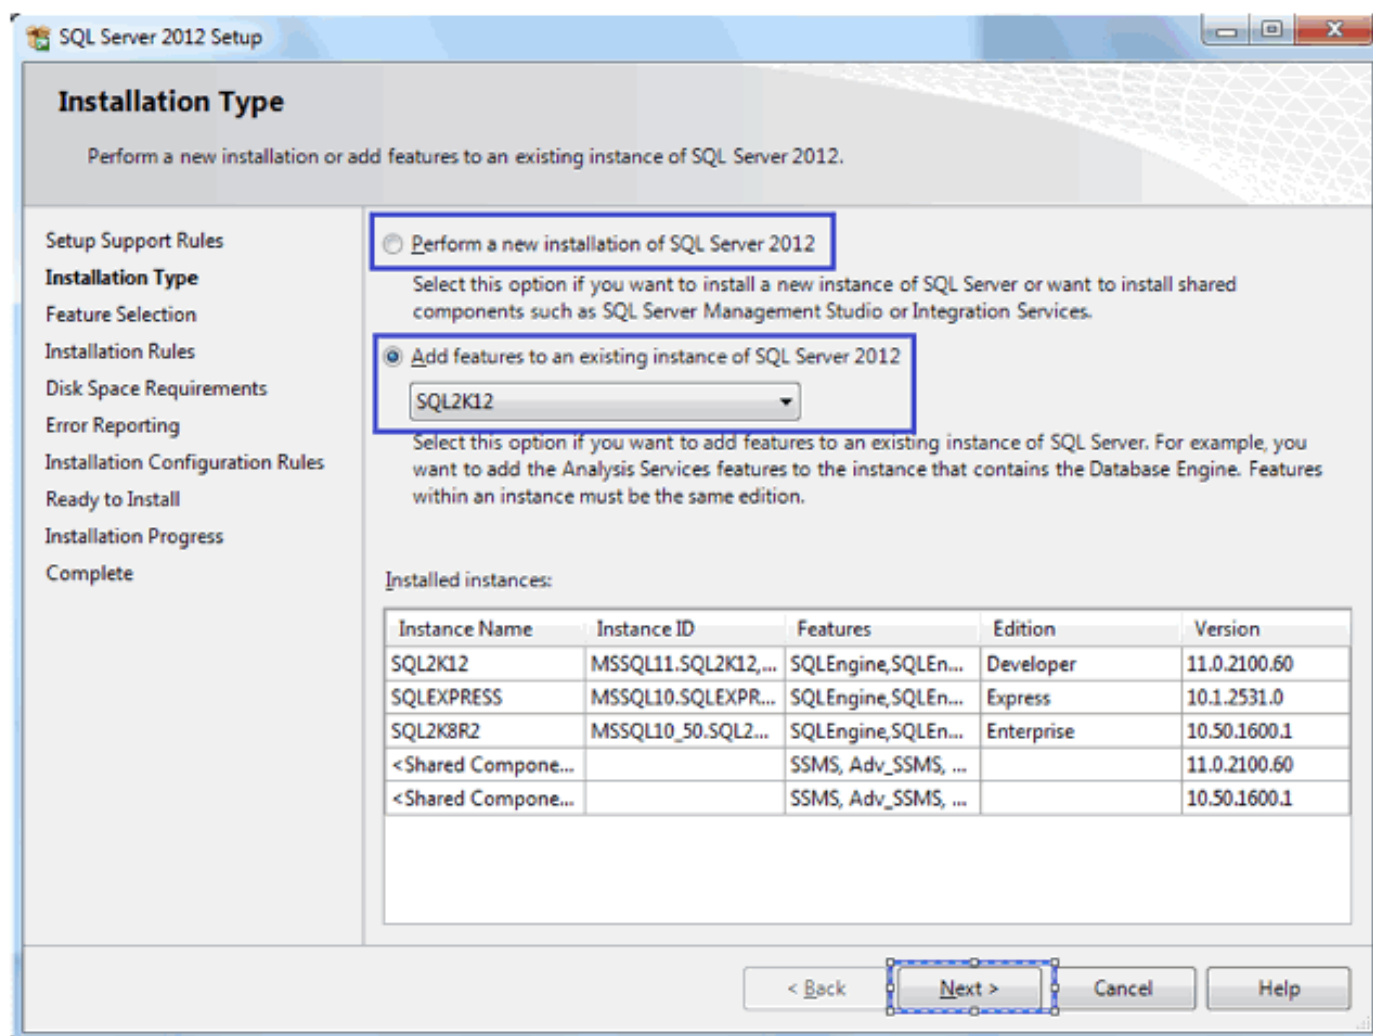 SQL Server 2012 Setup
Installation Type
Perform a new installation or add features to an existing instance of SQL Server 2012.
Setup Support Rules
Installation Type
Feature Selection
Installation Rules
Disk Space Requirements
Error Reporting
Installation Configuration Rules
Ready to Install
Installation Progress
Complete
Perform a new installation of SQL Server 2012
Select this option if you want to install a new instance of SQL Server or want to install shared
components such as SQL Server Management Studio or Integration Services.
Add features to an existing instance of SQL Server 2012
SQL2K12
Select this option if you want to add features to an existing instance of SQL Server. For example, you
want to add the Analysis Services features to the instance that contains the Database Engine. Features
within an instance must be the same edition.
Installed instances:
Instance Name Instance ID Features Edition Version
SQL2K12 MSSQL11.SQL2K12,... SQLEngine,SQLEn... Developer 11.0.2100.60
SQLEXPRESS MSSQL10.SQLEXPR... SQLEngine,SQLEn... Express 10.1.2531.0
SQL2K8R2 MSSQL10_50.SQL2... SQLEngine,SQLEn... Enterprise 10.50.1600.1
<Shared Compone... SSMS, Adv_SSMS, ... 11.0.2100.60
<Shared Compone... SSMS, Adv_SSMS, ... 10.50.1600.1
< Back Next > Cancel Help